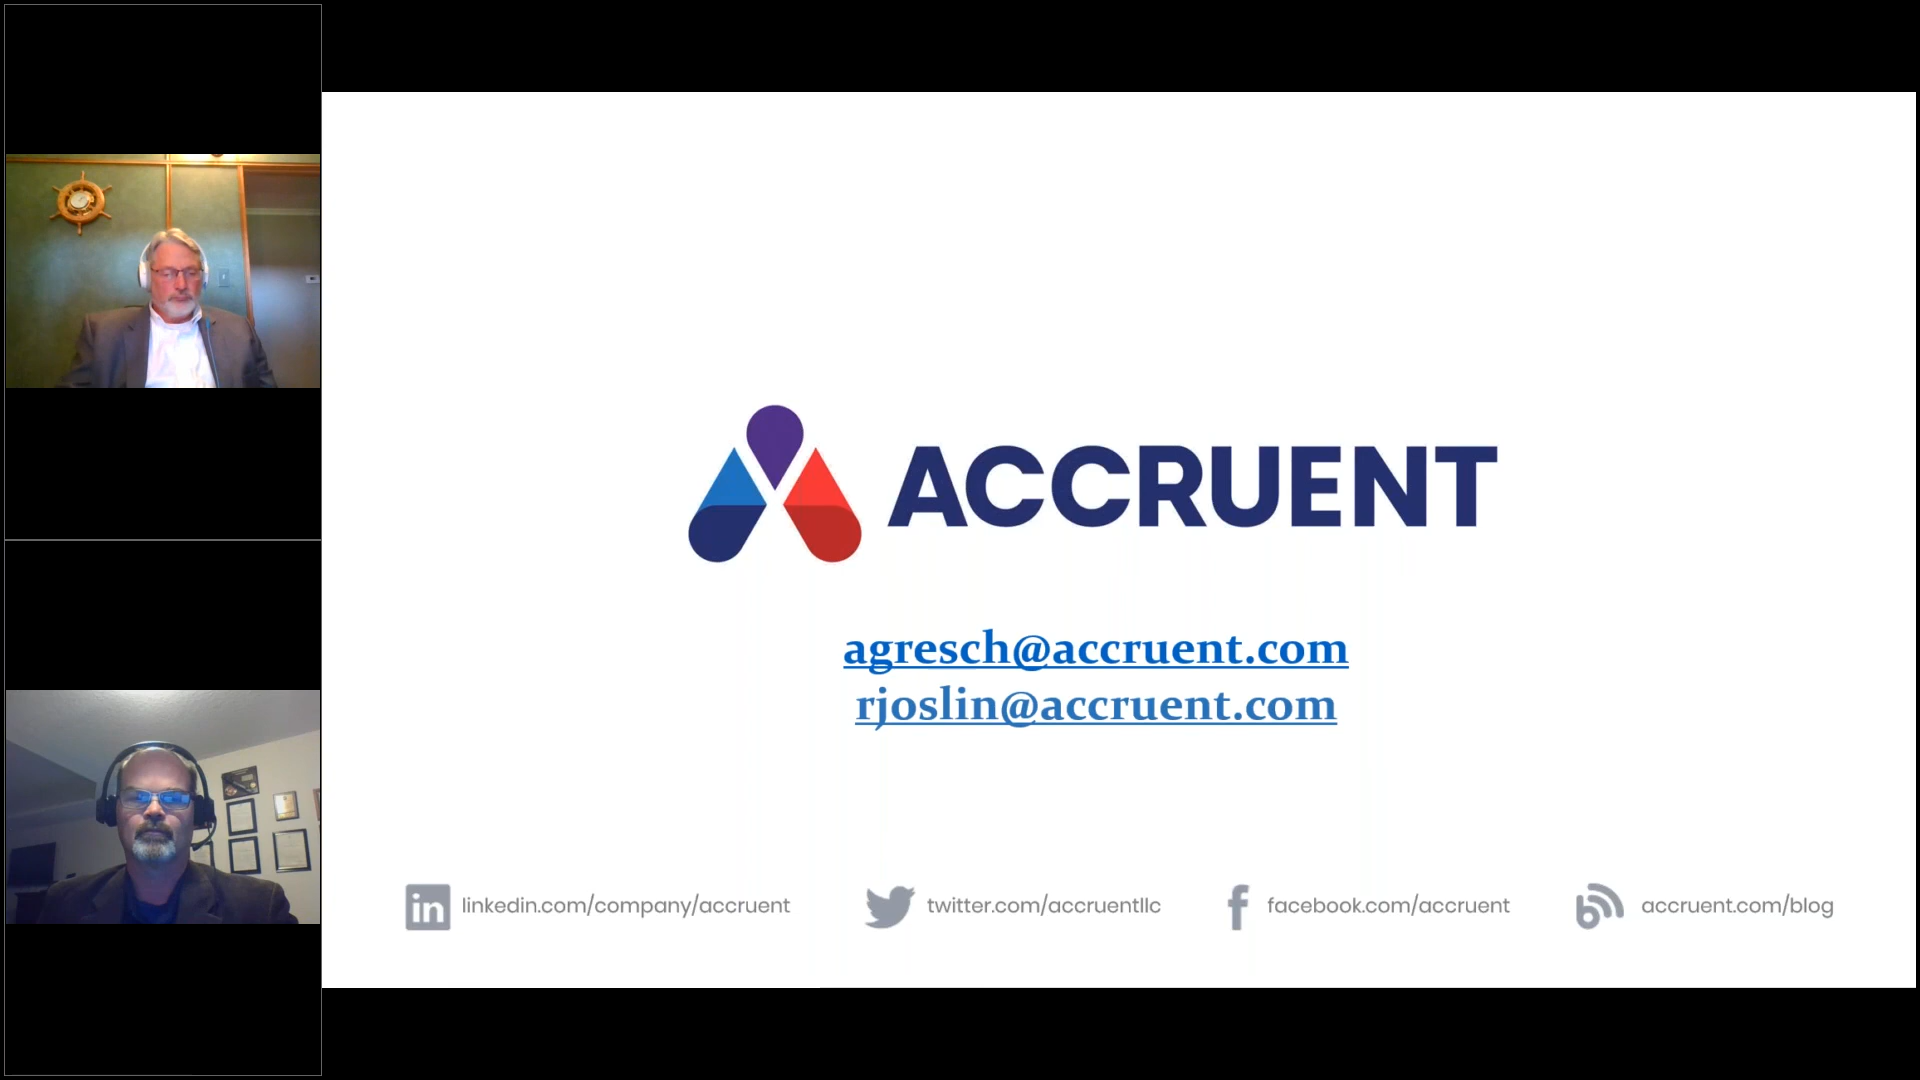 ACCRUENT
agresch@accruent.com
rjoslin@accruent.com
in linkedin.com/company/accruent
twitter.com/accruentllc
f facebook.com/accruent
b accruent.com/blog